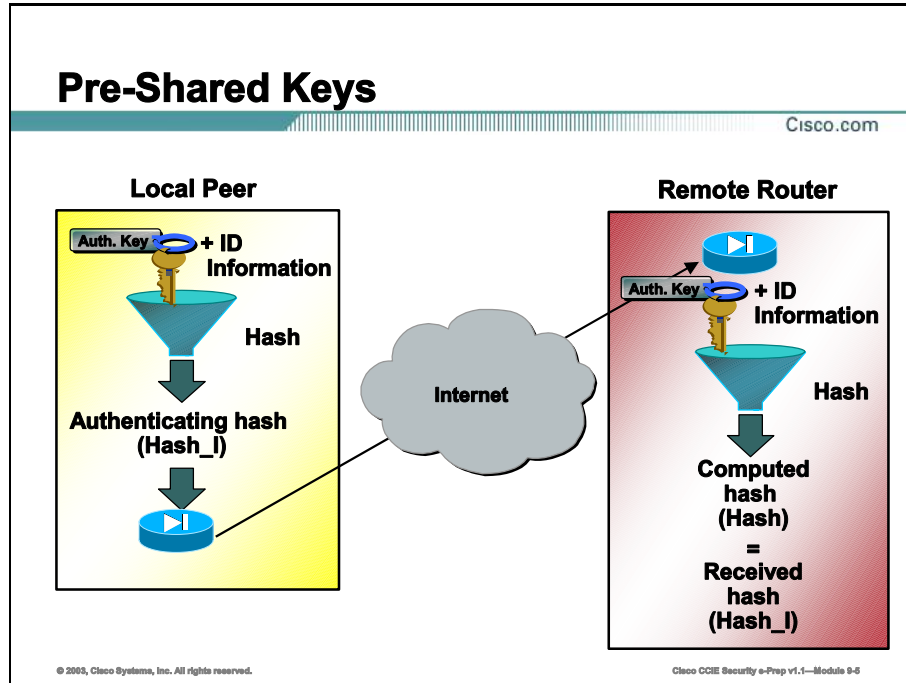 Pre-Shared Keys
Cisco.com
Local Peer
Auth. Key
+ ID
Information
Hash
Authenticating hash
(Hash_I)
Internet
Remote Router
Auth. Key
+ ID
Information
Hash
Computed
hash
(Hash)
=
Received
hash
(Hash_I)
© 2003, Cisco Systems, Inc. All rights reserved.
Cisco CCIE Security e-Prep v1.1—Module 9-5